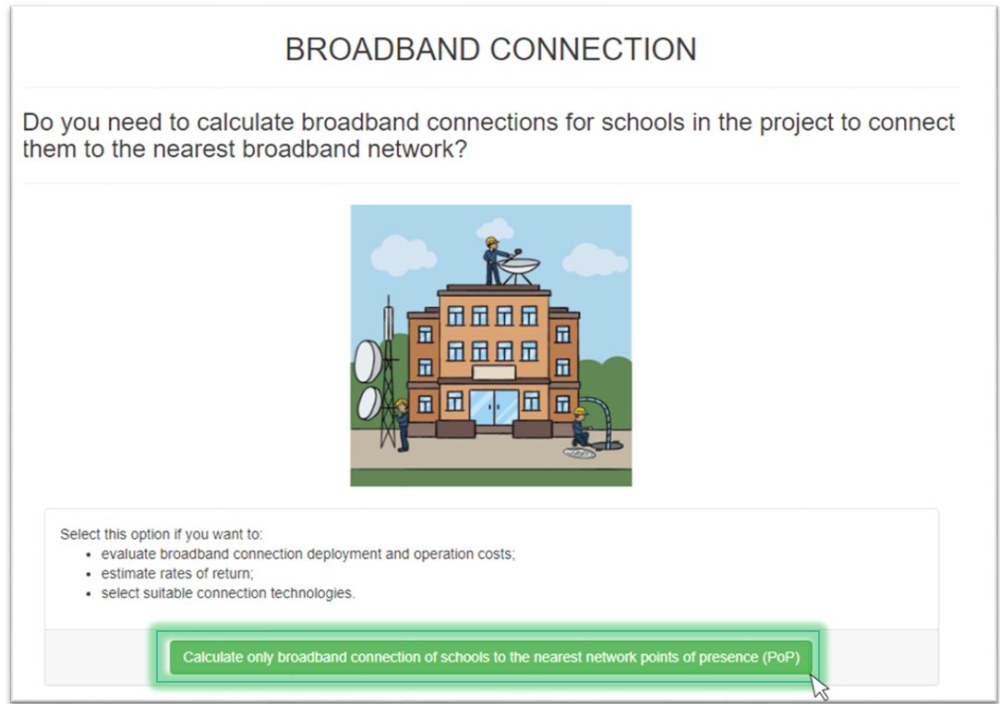 BROADBAND CONNECTION
Do you need to calculate broadband connections for schools in the project to connect
them to the nearest broadband network?
Select this option if you want to:
• evaluate broadband connection deployment and operation costs;
• estimate rates of return;
• select suitable connection technologies.
Calculate only broadband connection of schools to the nearest network points of presence (PoP)